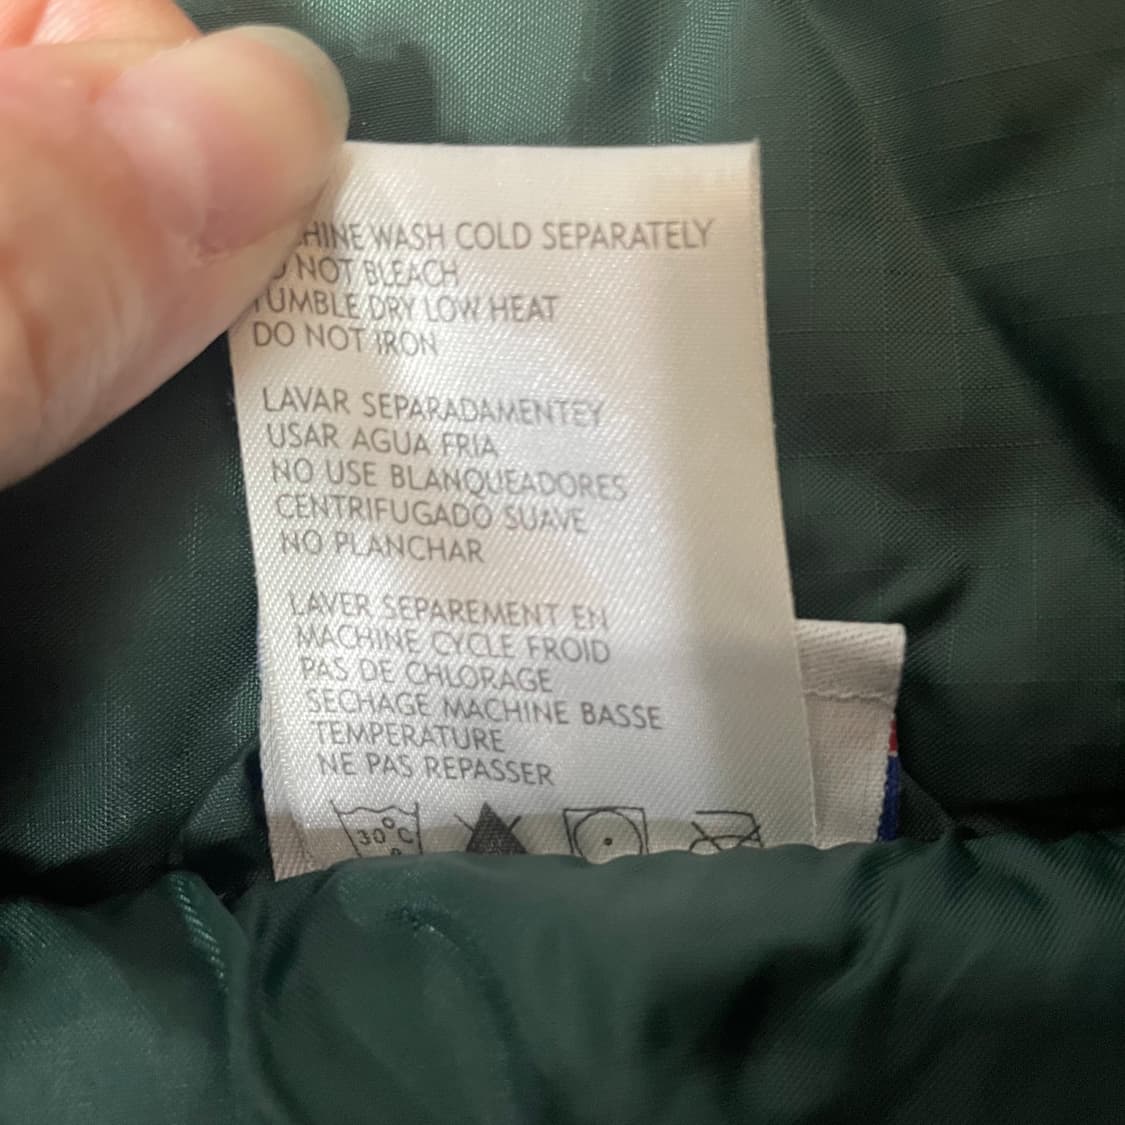 HINE WASH COLD SEPARATELY
NOT BLEACH
TUMBLE DRY LOW HEAT
DO NOT IRON
LAVAR SEPARADAMENTEY
USAR AGUA FRIA
NO USE BLANQUEADORES
CENTRIFUGADO SUAVE
NO PLANCHAR
LAVER SEPAREMENT EN
MACHINE CYCLE FROID
PAS DE CHLORAGE
SECHAGE MACHINE BASSE
TEMPERATURE
NE PAS REPASSER
30°C